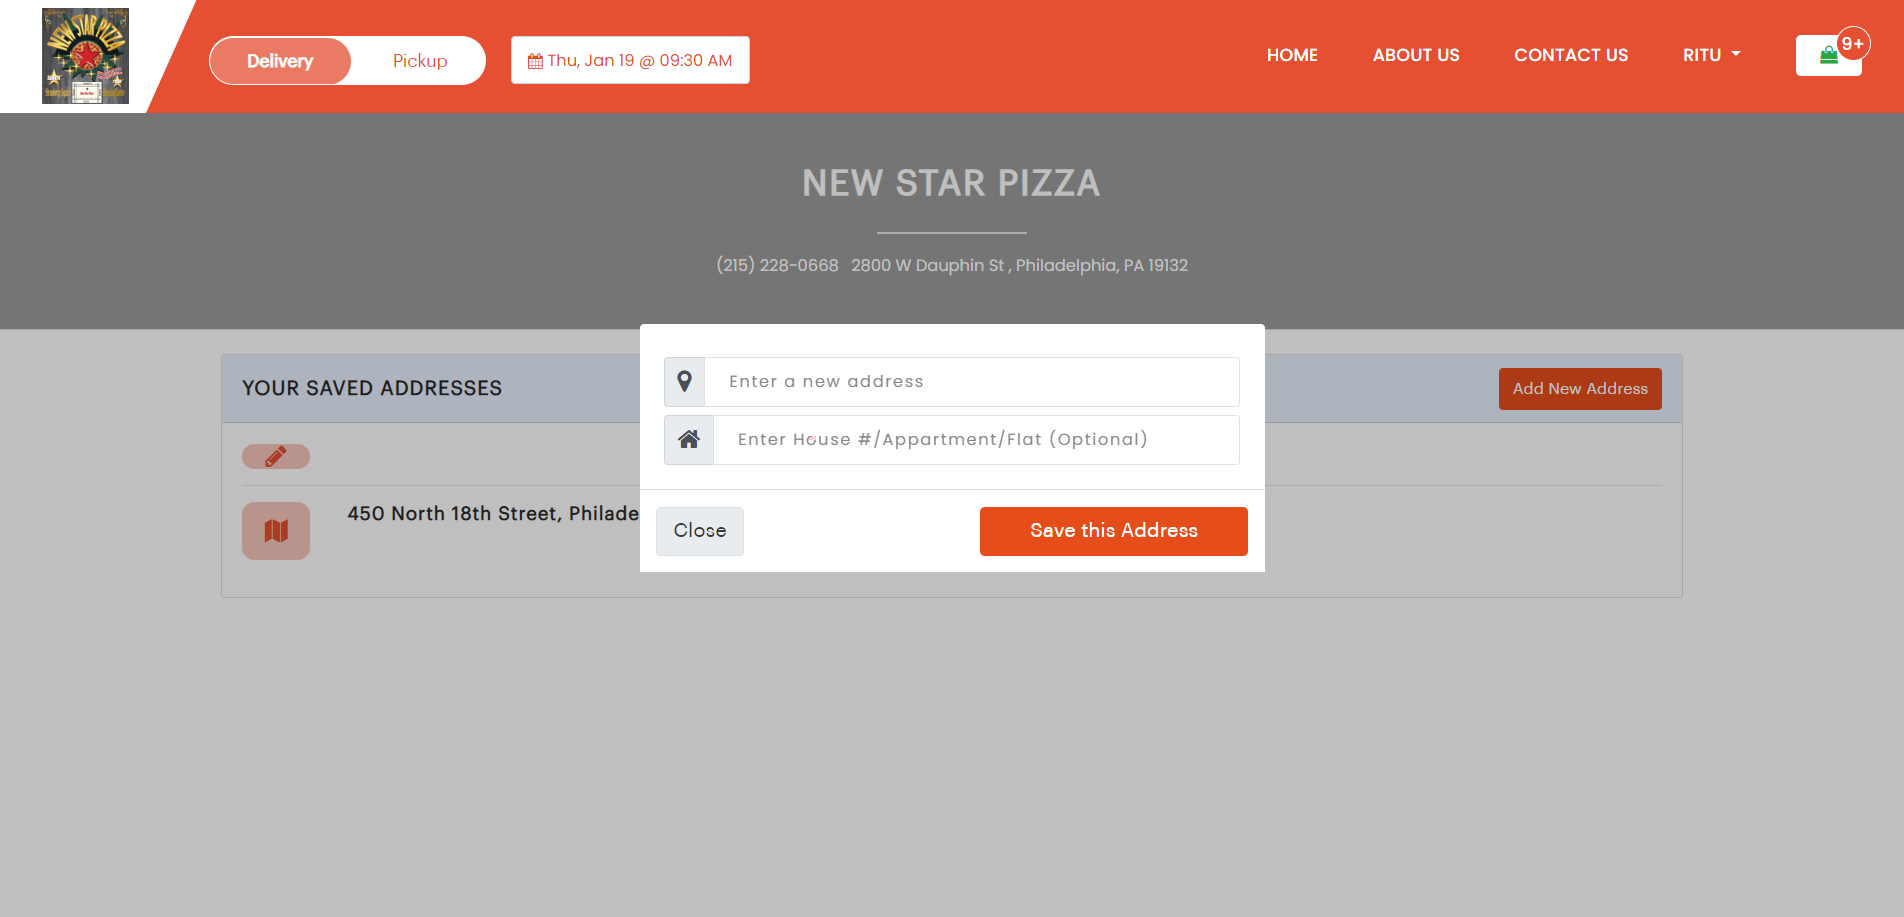 NEW STAR PIZZA
Delivery
Pickup
Thu, Jan 19 @ 09:30 AM
HOME
ABOUT US
CONTACT US
RITU
9+
NEW STAR PIZZA
(215) 228-0668 2800 W Dauphin St , Philadelphia, PA 19132
YOUR SAVED ADDRESSES
Add New Address
450 North 18th Street, Philade
Enter a new address
Enter House #/Appartment/Flat (Optional)
Close
Save this Address